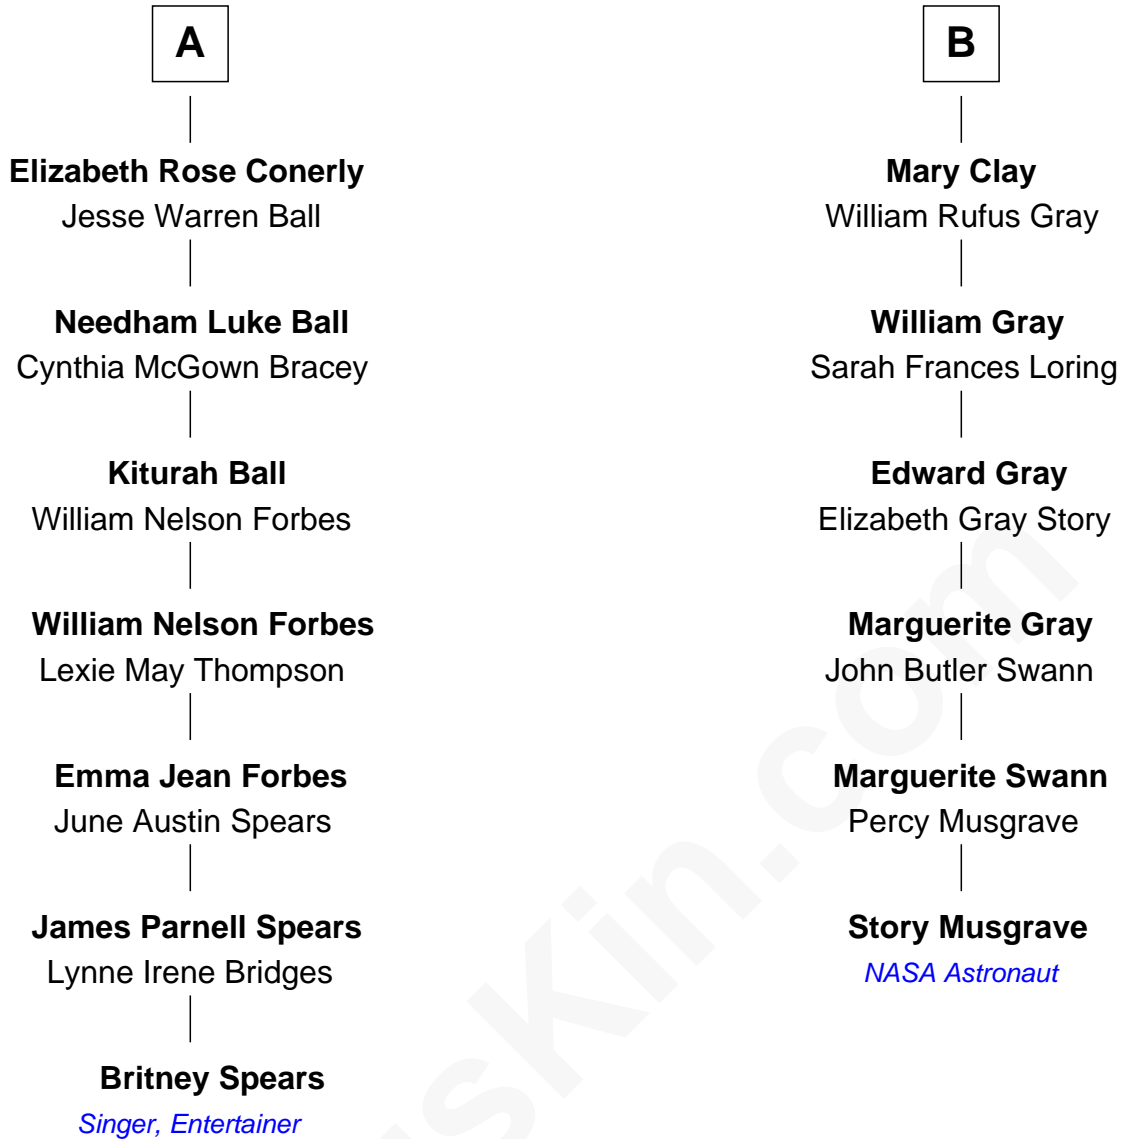 A
Elizabeth Rose Conerly
Jesse Warren Ball
Needham Luke Ball
Cynthia McGown Bracey
Kiturah Ball
William Nelson Forbes
William Nelson Forbes
Lexie May Thompson
Emma Jean Forbes
June Austin Spears
James Parnell Spears
Lynne Irene Bridges
Britney Spears
Singer, Entertainer
B
Mary Clay
William Rufus Gray
William Gray
Sarah Frances Loring
Edward Gray
Elizabeth Gray Story
Marguerite Gray
John Butler Swann
Marguerite Swann
Percy Musgrave
Story Musgrave
NASA Astronaut
usKin.com